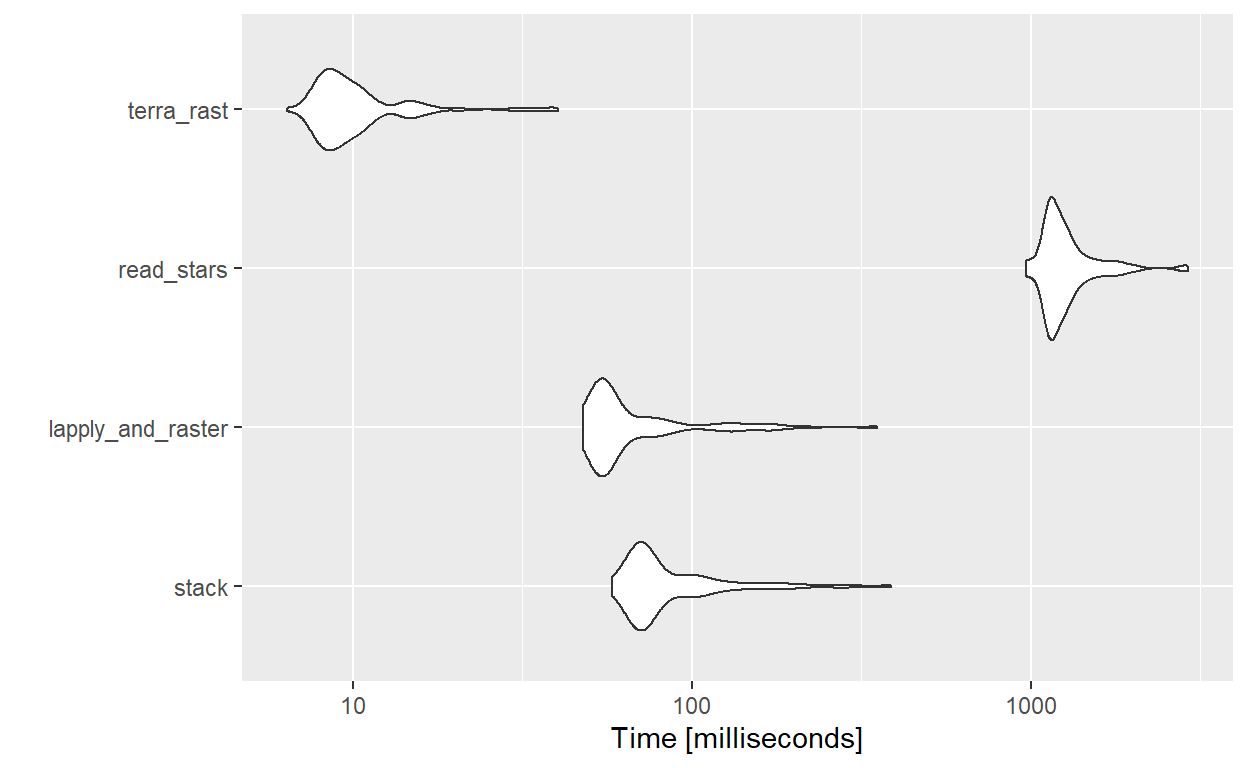 terra_rast
read_stars
lapply_and_raster
stack
10 100 1000
Time [milliseconds]